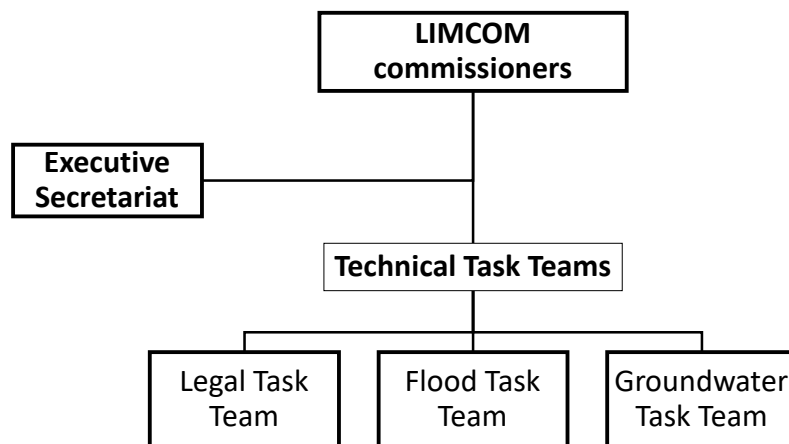 LIMCOM
commissioners
Executive
Secretariat
Technical Task Teams
Legal Task
Team
Flood Task
Team
Groundwater
Task Team